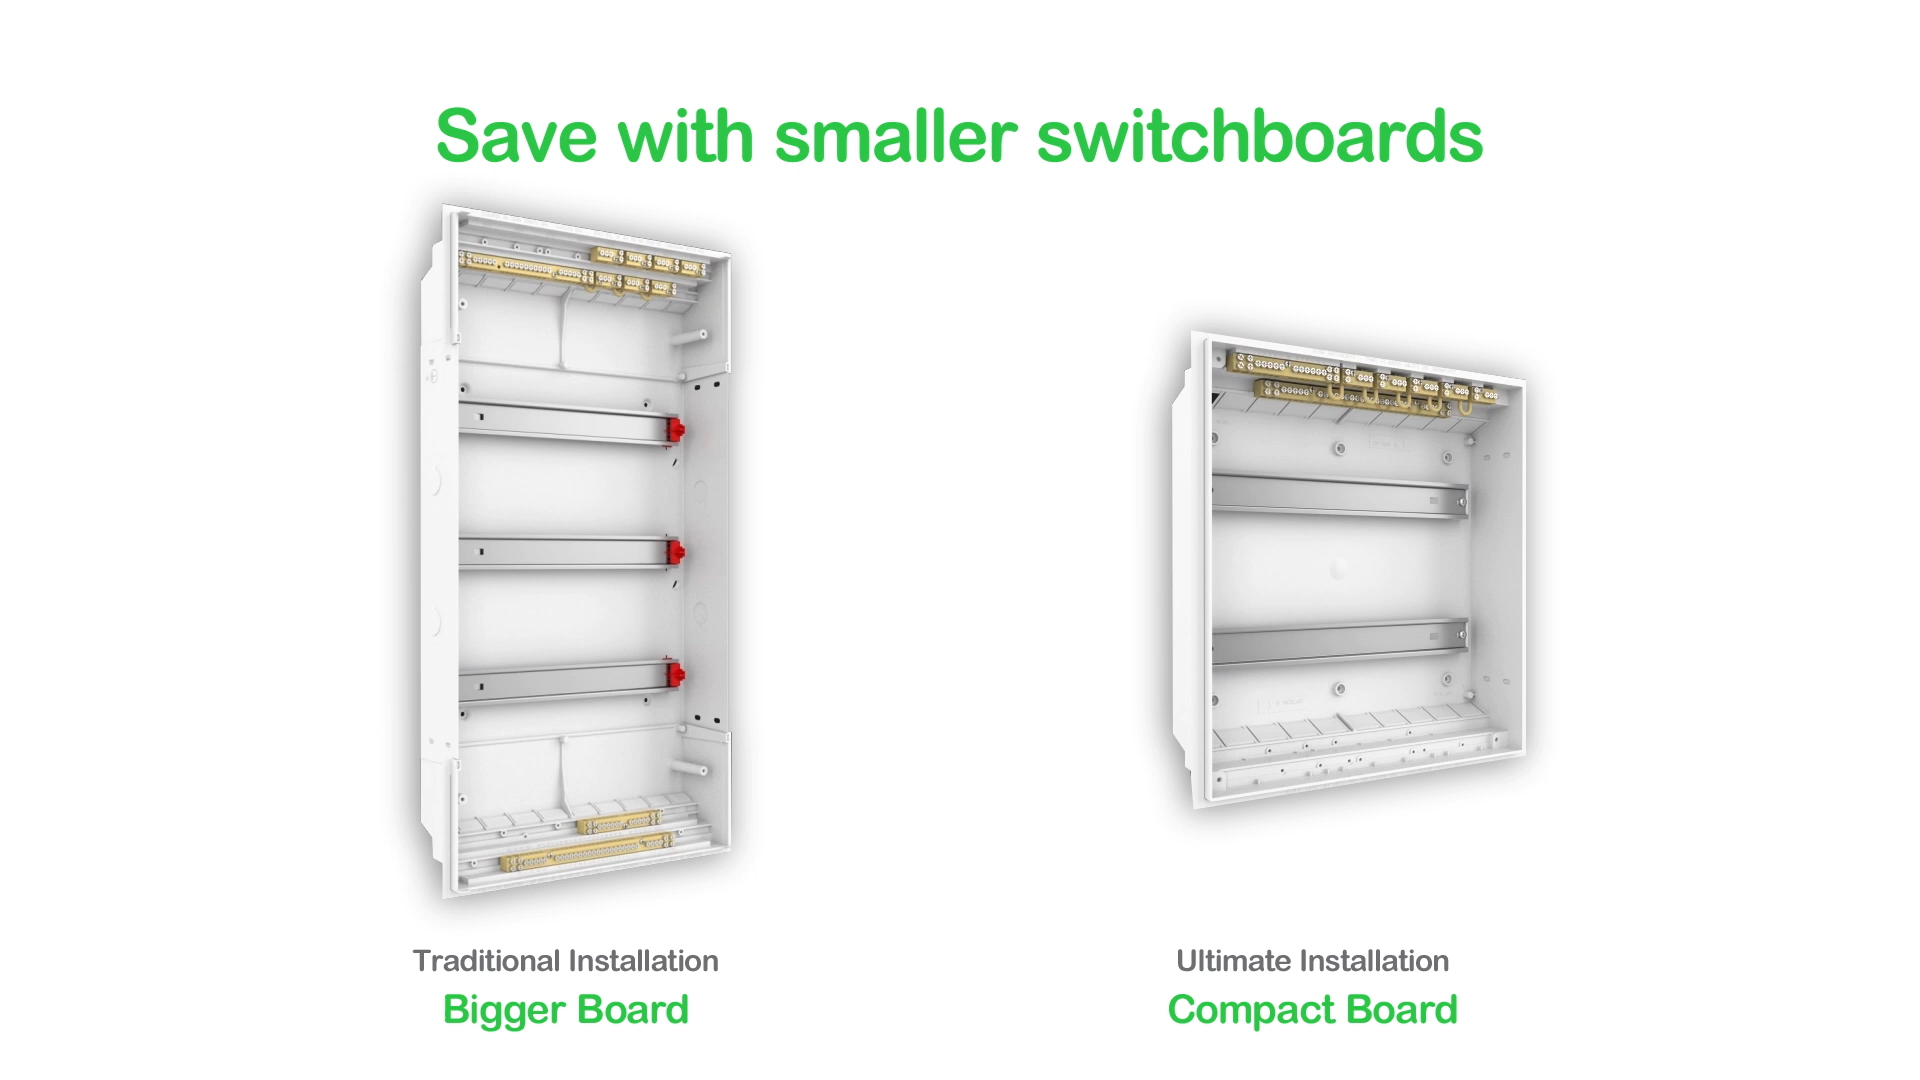 Save with smaller switchboards
Traditional Installation
Bigger Board
Ultimate Installation
Compact Board